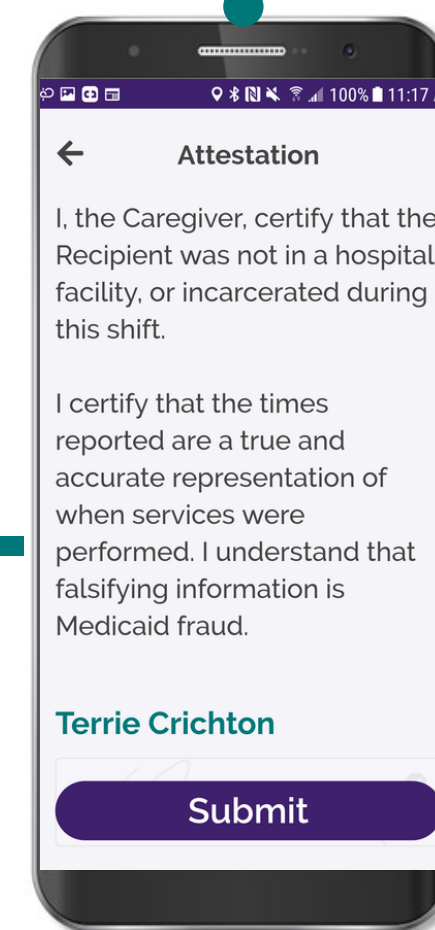 100% 11:17
Attestation
I, the Caregiver, certify that the
Recipient was not in a hospital
facility, or incarcerated during
this shift.
I certify that the times
reported are a true and
accurate representation of
when services were
performed. I understand that
falsifying information is
Medicaid fraud.
Terrie Crichton
Submit